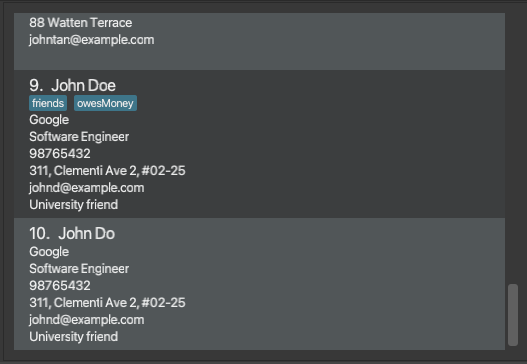 88 Watten Terrace
johntan@example.com
9. John Doe
friends owesMoney
Google
Software Engineer
98765432
311, Clementi Ave 2, #02-25
johnd@example.com
University friend
10. John Do
Google
Software Engineer
98765432
311, Clementi Ave 2, #02-25
johnd@example.com
University friend